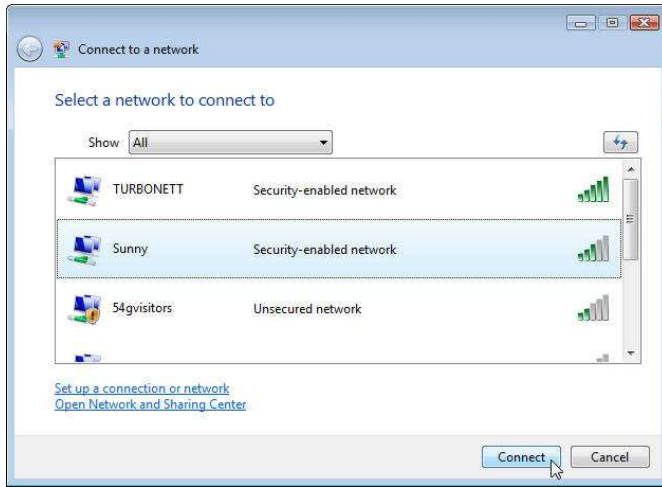 Connect to a network
Select a network to connect to
Show All
TURBONETT Security-enabled network
Sunny Security-enabled network
54gvisitors Unsecured network
Set up a connection or network
Open Network and Sharing Center
Connect Cancel